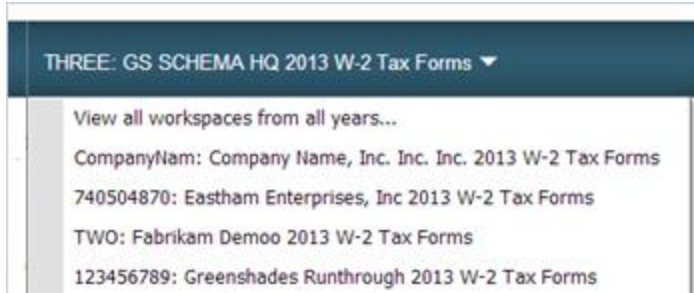 THREE: GS SCHEMA HQ 2013 W-2 Tax Forms
View all workspaces from all years...
CompanyNam: Company Name, Inc. Inc. Inc. 2013 W-2 Tax Forms
740504870: Eastham Enterprises, Inc 2013 W-2 Tax Forms
TWO: Fabrikam Demoo 2013 W-2 Tax Forms
123456789: Greenshades Runthrough 2013 W-2 Tax Forms